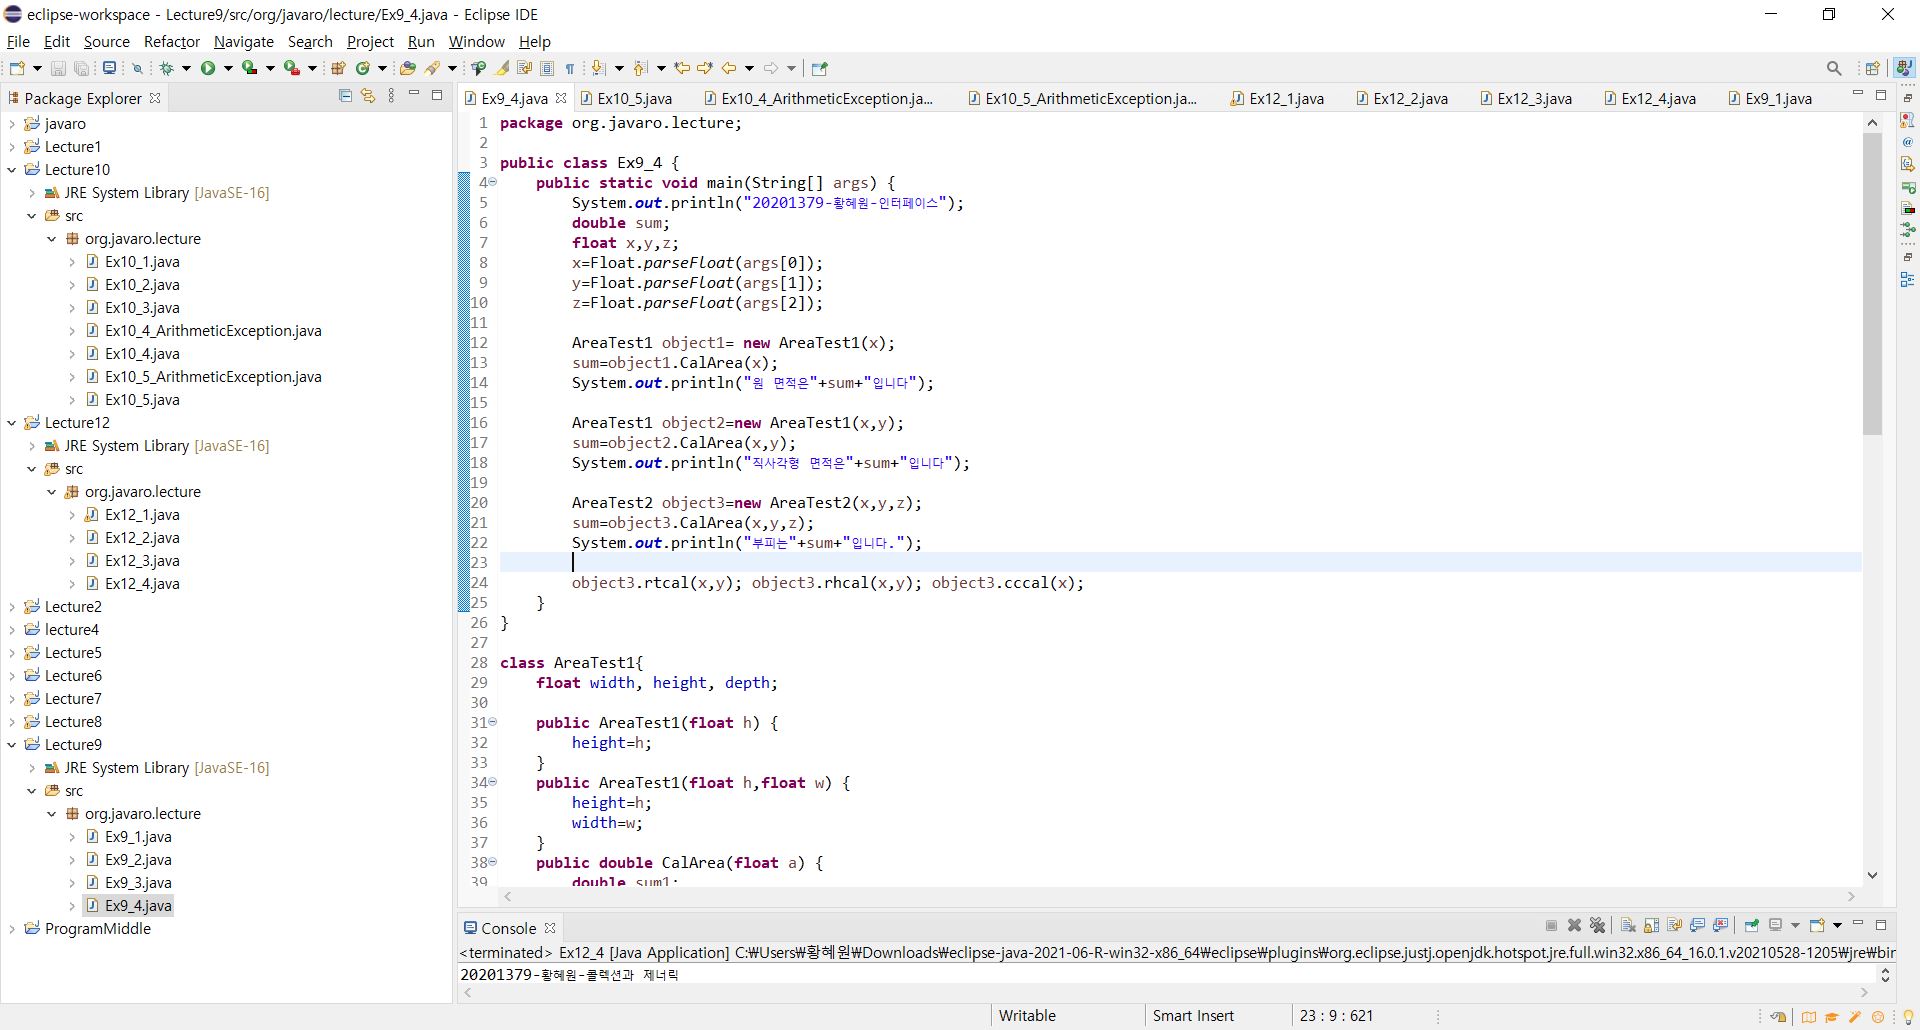 eclipse-workspace - Lecture9/src/org/javaro/lecture/Ex9_4.java - Eclipse IDE
File Edit Source Refactor Navigate Search Project Run Window Help
Package Explorer
javaro
Lecture1
Lecture10
JRE System Library [JavaSE-16]
src
org.javaro.lecture
Ex10_1.java
Ex10_2.java
Ex10_3.java
Ex10_4_ArithmeticException.java
Ex10_4.java
Ex10_5_ArithmeticException.java
Ex10_5.java
Lecture12
JRE System Library [JavaSE-16]
src
org.javaro.lecture
Ex12_1.java
Ex12_2.java
Ex12_3.java
Ex12_4.java
Lecture2
lecture4
Lecture5
Lecture6
Lecture7
Lecture8
Lecture9
JRE System Library [JavaSE-16]
src
org.javaro.lecture
Ex9_1.java
Ex9_2.java
Ex9_3.java
Ex9_4.java
ProgramMiddle
Ex9_4.java Ex10_5.java Ex10_4_ArithmeticException.ja... Ex10_5_ArithmeticException.ja... Ex12_1.java Ex12_2.java Ex12_3.java Ex12_4.java Ex9_1.java
1 package org.javaro.lecture;
2
3 public class Ex9_4 {
4 public static void main(String[] args) {
5 System.out.println("20201379-황혜원-인터페이스");
6 double sum;
7 float x,y,z;
8 x=Float.parseFloat(args[0]);
9 y=Float.parseFloat(args[1]);
10 z=Float.parseFloat(args[2]);
11
12 AreaTest1 object1= new AreaTest1(x);
13 sum=object1.CalArea(x);
14 System.out.println("원 면적은"+sum+"입니다");
15
16 AreaTest1 object2=new AreaTest1(x,y);
17 sum=object2.CalArea(x,y);
18 System.out.println("직사각형 면적은"+sum+"입니다");
19
20 AreaTest2 object3=new AreaTest2(x,y,z);
21 sum=object3.CalArea(x,y,z);
22 System.out.println("부피는"+sum+"입니다.");
23
24 object3.rtcal(x,y); object3.rhcal(x,y); object3.cccal(x);
25 }
26 }
27
28 class AreaTest1{
29 float width, height, depth;
30
31 public AreaTest1(float h) {
32 height=h;
33 }
34 public AreaTest1(float h,float w) {
35 height=h;
36 width=w;
37 }
38 public double CalArea(float a) {
39 double sum1;
Console
<terminated> Ex12_4 [Java Application] C:₩Users₩황혜원₩Downloads₩eclipse-java-2021-06-R-win32-x86_64₩eclipse₩plugins₩org.eclipse.justj.openjdk.hotspot.jre.full.win32.x86_64_16.0.1.v20210528-1205₩jre₩bin
20201379-황혜원-콜렉션과 제너릭
Writable Smart Insert 23 : 9 : 621